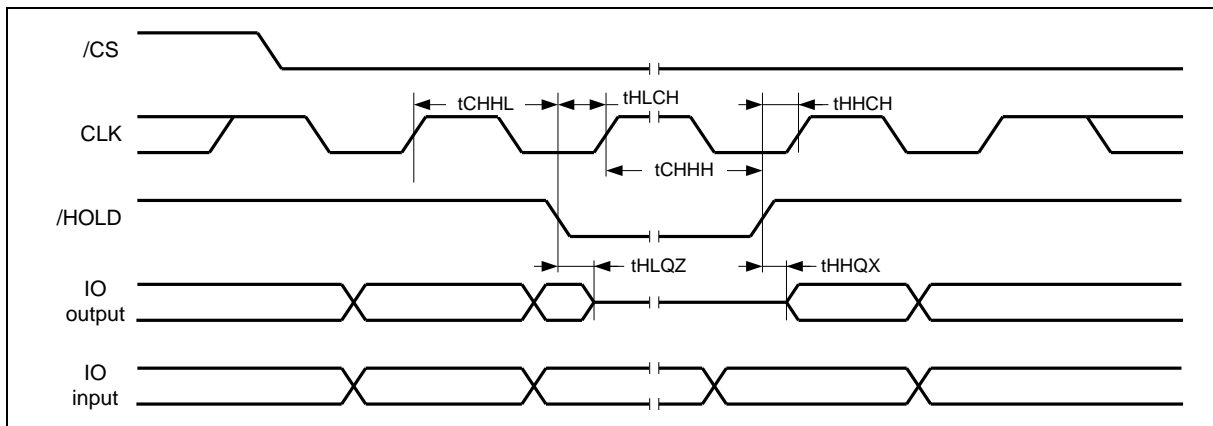 /CS
tCHHL
tHLCH
tHHCH
CLK
tCHHH
/HOLD
tHLQZ
tHHQX
IO
output
IO
input